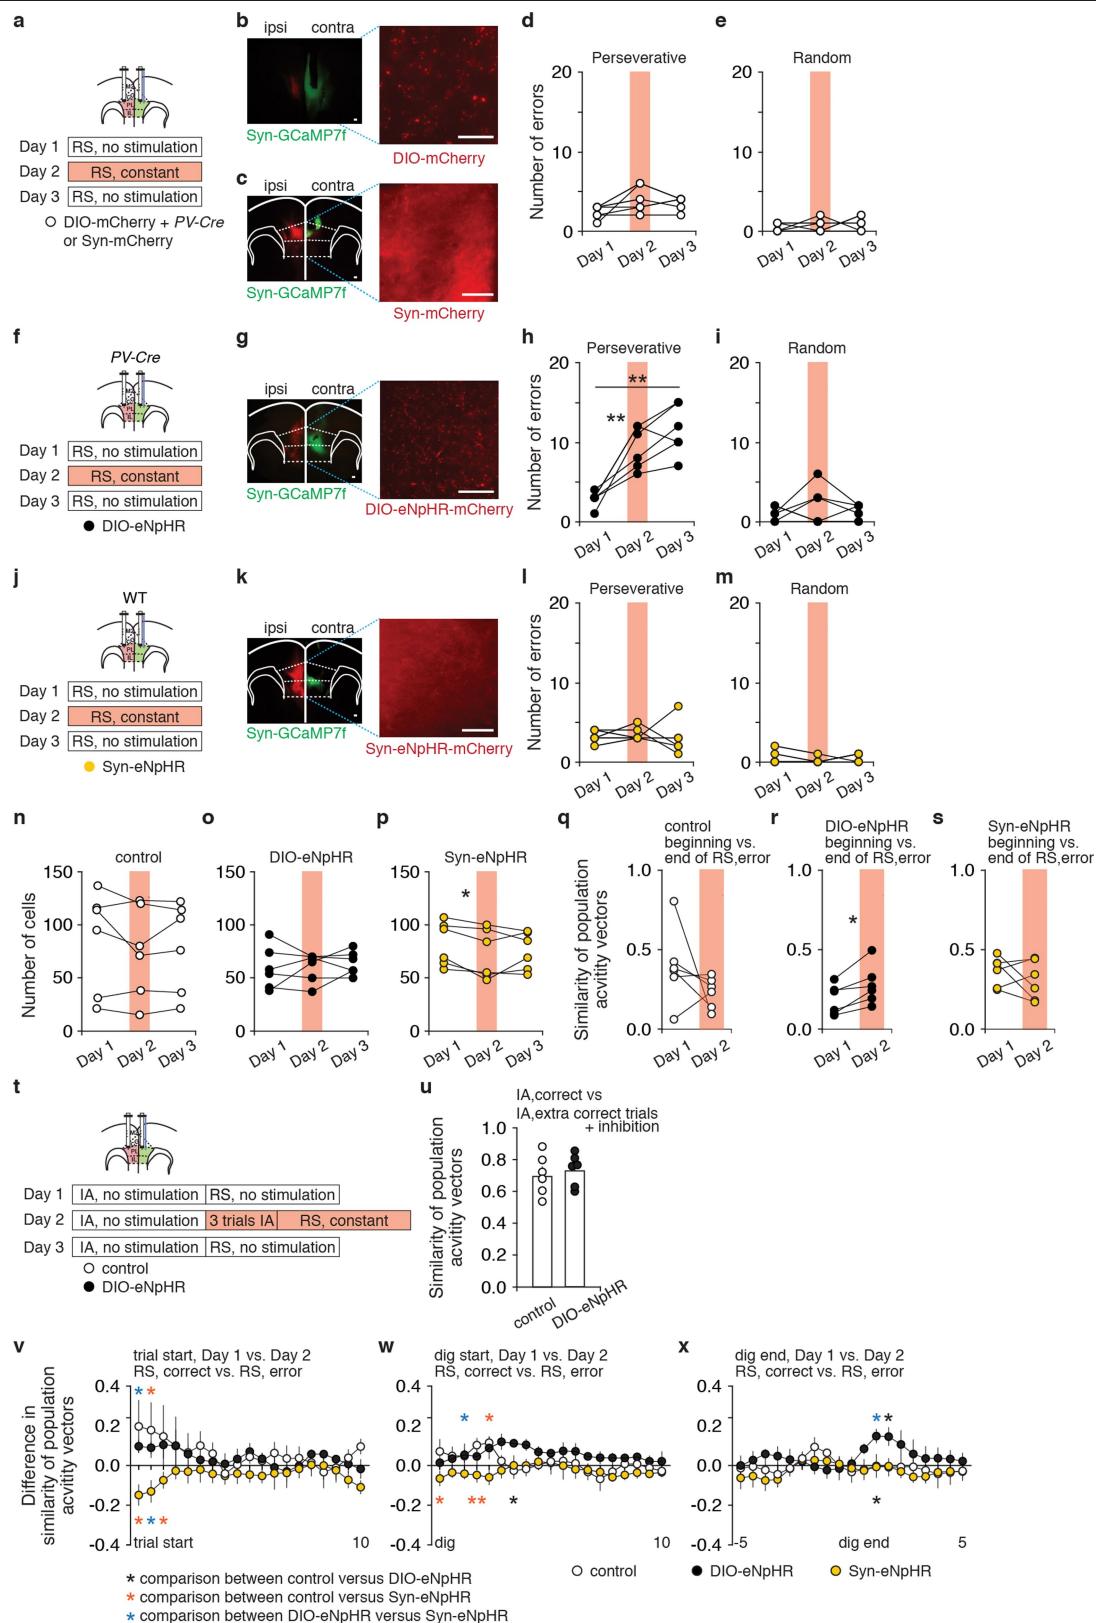 a
Day 1 RS, no stimulation
Day 2 RS, constant
Day 3 RS, no stimulation
DIO-mCherry + PV-Cre
or Syn-mCherry
b
ipsi contra
Syn-GCaMP7f
DIO-mCherry
c
ipsi contra
Syn-GCaMP7f
Syn-mCherry
d
Perseverative
Number of errors
20
10
0
Day 1 Day 2 Day 3
e
Random
20
10
0
Day 1 Day 2 Day 3
f
PV-Cre
Day 1 RS, no stimulation
Day 2 RS, constant
Day 3 RS, no stimulation
DIO-eNpHR
g
ipsi contra
Syn-GCaMP7f
DIO-eNpHR-mCherry
h
Perseverative
Number of errors
20
10
0
**
**
Day 1 Day 2 Day 3
i
Random
20
10
0
Day 1 Day 2 Day 3
j
WT
Day 1 RS, no stimulation
Day 2 RS, constant
Day 3 RS, no stimulation
Syn-eNpHR
k
ipsi contra
Syn-GCaMP7f
Syn-eNpHR-mCherry
l
Perseverative
Number of errors
20
10
0
Day 1 Day 2 Day 3
m
Random
20
10
0
Day 1 Day 2 Day 3
n
control
Number of cells
150
100
50
0
Day 1 Day 2 Day 3
o
DIO-eNpHR
150
100
50
0
Day 1 Day 2 Day 3
p
Syn-eNpHR
150
100
50
0
*
Day 1 Day 2 Day 3
q
control
beginning vs.
end of RS,error
Similarity of population
acvitity vectors
1.0
0.5
0.0
Day 1 Day 2
r
DIO-eNpHR
beginning vs.
end of RS,error
1.0
0.5
0.0
*
Day 1 Day 2
s
Syn-eNpHR
beginning vs.
end of RS,error
1.0
0.5
0.0
Day 1 Day 2
t
Day 1 IA, no stimulation RS, no stimulation
Day 2 IA, no stimulation 3 trials IA RS, constant
Day 3 IA, no stimulation RS, no stimulation
control
DIO-eNpHR
u
IA,correct vs
IA,extra correct trials
+ inhibition
Similarity of population
acvitity vectors
1.0
0.8
0.6
0.4
0.2
0.0
control DIO-eNpHR
v
trial start, Day 1 vs. Day 2
RS, correct vs. RS, error
Difference in
similarity of population
acvitity vectors
0.4
0.2
0.0
-0.2
-0.4
* *
* * *
trial start 10
w
dig start, Day 1 vs. Day 2
RS, correct vs. RS, error
0.4
0.2
0.0
-0.2
-0.4
* *
* ** *
dig 10
x
dig end, Day 1 vs. Day 2
RS, correct vs. RS, error
0.4
0.2
0.0
-0.2
-0.4
* *
*
-5 dig end 5
control DIO-eNpHR Syn-eNpHR
* comparison between control versus DIO-eNpHR
* comparison between control versus Syn-eNpHR
* comparison between DIO-eNpHR versus Syn-eNpHR